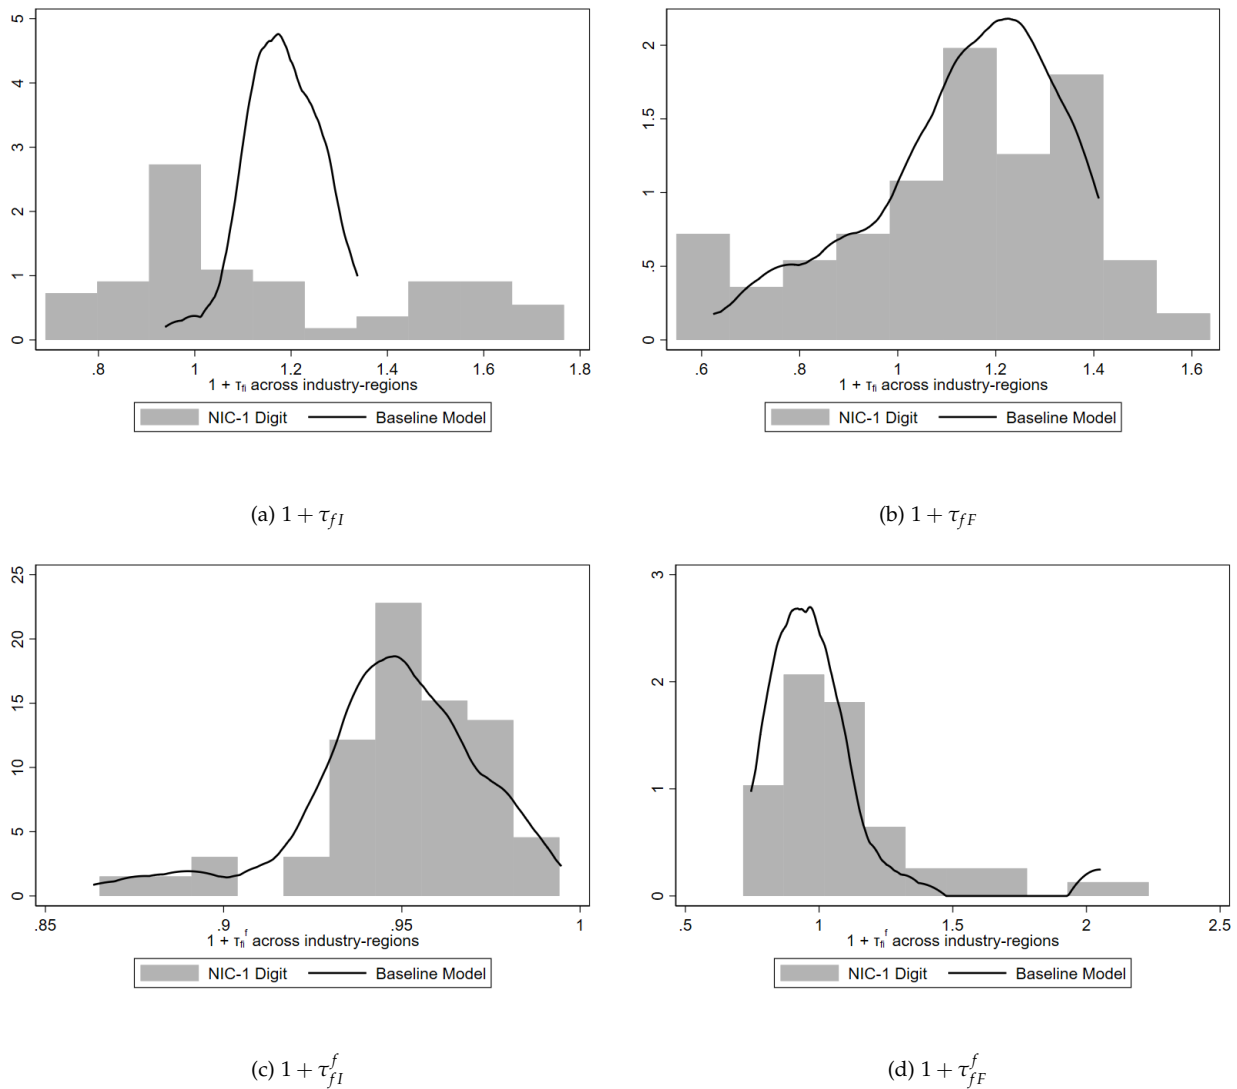 5
4
3
2
1
0
.8 1 1.2 1.4 1.6 1.8
1 + τfi across industry-regions
NIC-1 Digit Baseline Model
(a) 1 + τfI
2
1.5
1
.5
0
.6 .8 1 1.2 1.4 1.6
1 + τfi across industry-regions
NIC-1 Digit Baseline Model
(b) 1 + τfF
25
20
15
10
5
0
.85 .9 .95 1
1 + τfi^f across industry-regions
NIC-1 Digit Baseline Model
(c) 1 + τfI^f
3
2
1
0
.5 1 1.5 2 2.5
1 + τfi^f across industry-regions
NIC-1 Digit Baseline Model
(d) 1 + τfF^f